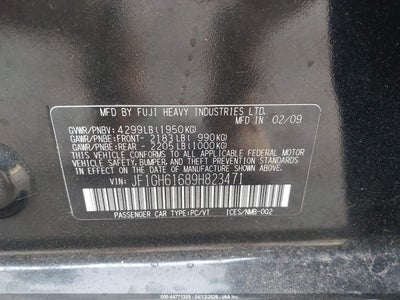 MFD BY FUJI HEAVY INDUSTRIES LTD.
MFD IN 02/09
GVWR/PNBV: 4299LB(1950KG)
GAWR/PNBE:FRONT- 2183LB( 990KG)
GAWR/PNBE:REAR - 2205LB(1000KG)
THIS VEHICLE CONFORMS TO ALL APPLICABLE FEDERAL MOTOR
VEHICLE SAFETY, BUMPER, AND THEFT PREVENTION STANDARDS
IN EFFECT ON THE DATE OF MANUFACTURE SHOWN ABOVE.
VIN: JF1GH61689H823471
PASSENGER CAR TYPE:PC/VT ICES/NMB-002